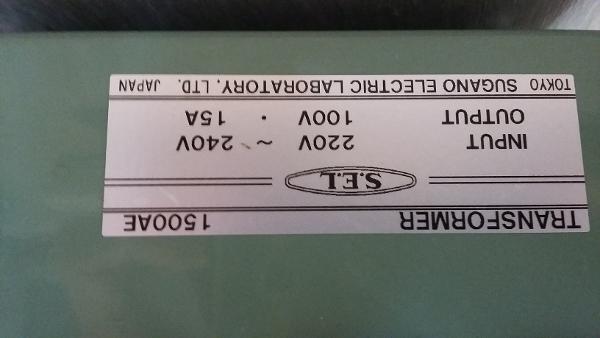 TRANSFORMER 1500AE
S.E.L
INPUT 220V ~ 240V
OUTPUT 100V · 15A
TOKYO SUGANO ELECTRIC LABORATORY, LTD. JAPAN